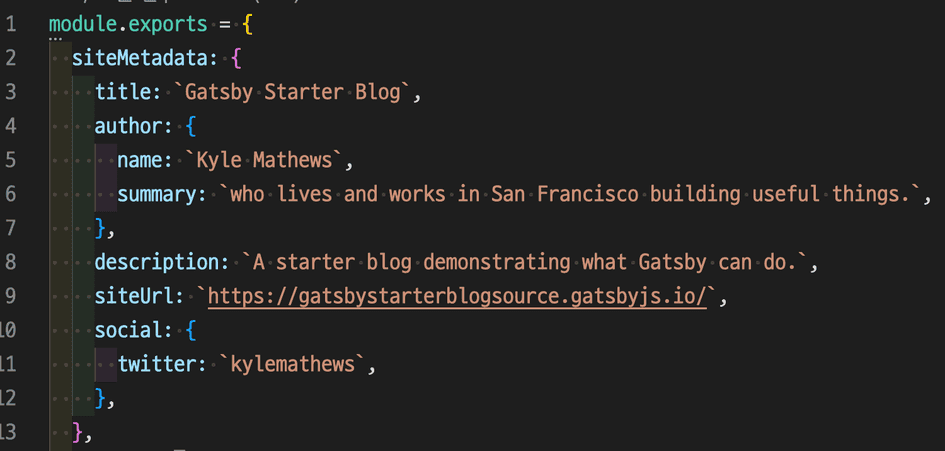 1 module.exports = {
2 siteMetadata: {
3 title: `Gatsby Starter Blog`,
4 author: {
5 name: `Kyle Mathews`,
6 summary: `who lives and works in San Francisco building useful things.`,
7 },
8 description: `A starter blog demonstrating what Gatsby can do.`,
9 siteUrl: `https://gatsbystarterblogsource.gatsbyjs.io/`,
10 social: {
11 twitter: `kylemathews`,
12 },
13 },